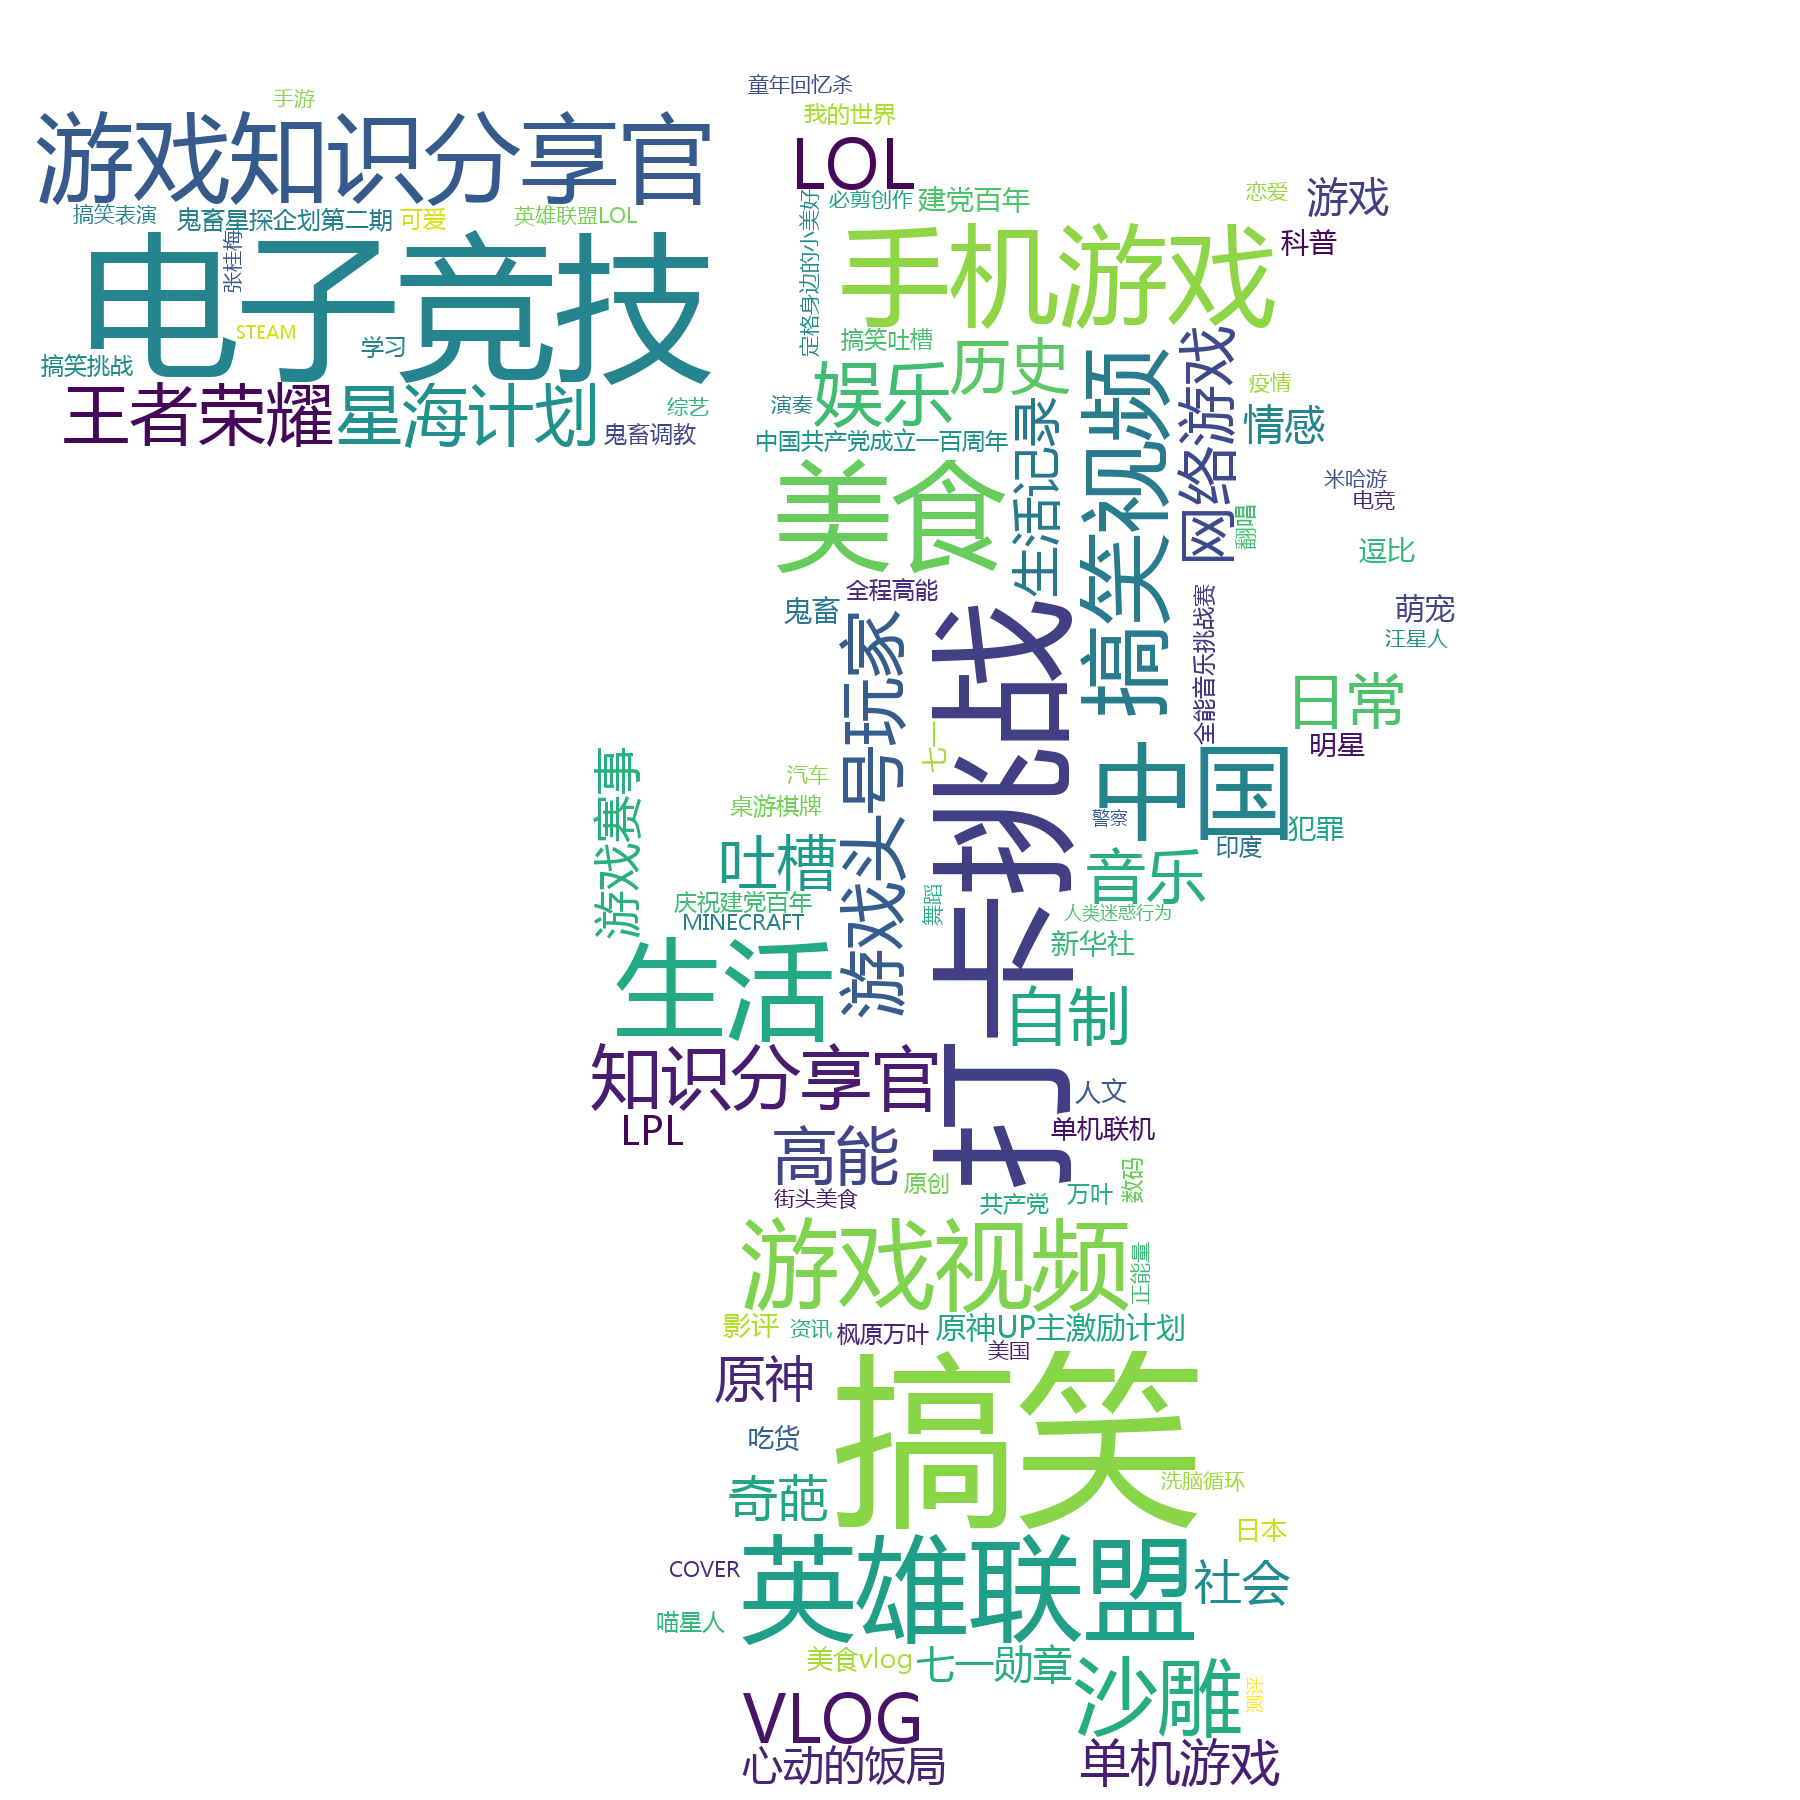 手游
游戏知识分享官
搞笑表演
鬼畜星探企划第二期
可爱
英雄联盟LOL
张桂梅
电子竞技
STEAM
学习
搞笑挑战
王者荣耀
星海计划
综艺
鬼畜调教
童年回忆杀
我的世界
LOL
必剪创作
建党百年
定格身边的小美好
恋爱
游戏
科普
手机游戏
搞笑吐槽
历史
娱乐
演奏
中国共产党成立一百周年
美食
生活记录
搞笑视频
网络游戏
疫情
情感
米哈游
电竞
翻唱
逗比
萌宠
汪星人
全程高能
鬼畜
全能音乐挑战赛
日常
明星
游戏头号玩家
打卡挑战
七一
中国
警察
印度
犯罪
汽车
桌游棋牌
游戏赛事
吐槽
音乐
庆祝建党百年
MINECRAFT
舞蹈
人类迷惑行为
新华社
生活
自制
知识分享官
LPL
人文
单机联机
高能
街头美食
原创
共产党
万叶
数码
游戏视频
正能量
影评
资讯
枫原万叶
原神UP主激励计划
美国
原神
搞笑
吃货
奇葩
洗脑循环
日本
COVER
英雄联盟
社会
喵星人
美食vlog
七一勋章
沙雕
测评
VLOG
心动的饭局
单机游戏